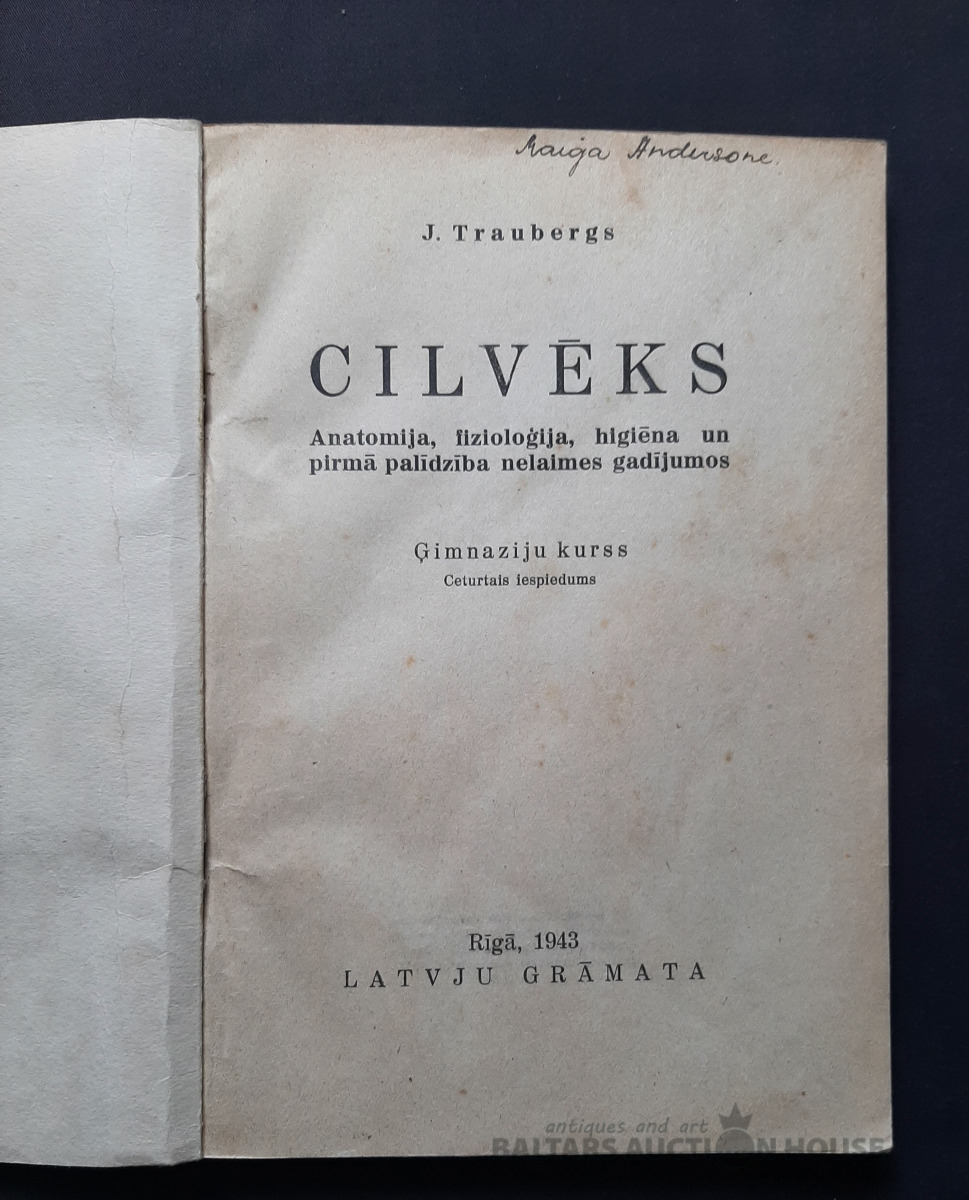 Maiga Andersone.
J. Traubergs
CILVĒKS
Anatomija, fizioloģija, higiēna un
pirmā palīdzība nelaimes gadījumos
Ģimnaziju kurss
Ceturtais iespiedums
Rīgā, 1943
LATVJU GRĀMATA
antiques and art
BALTARS AUCTION HOUSE